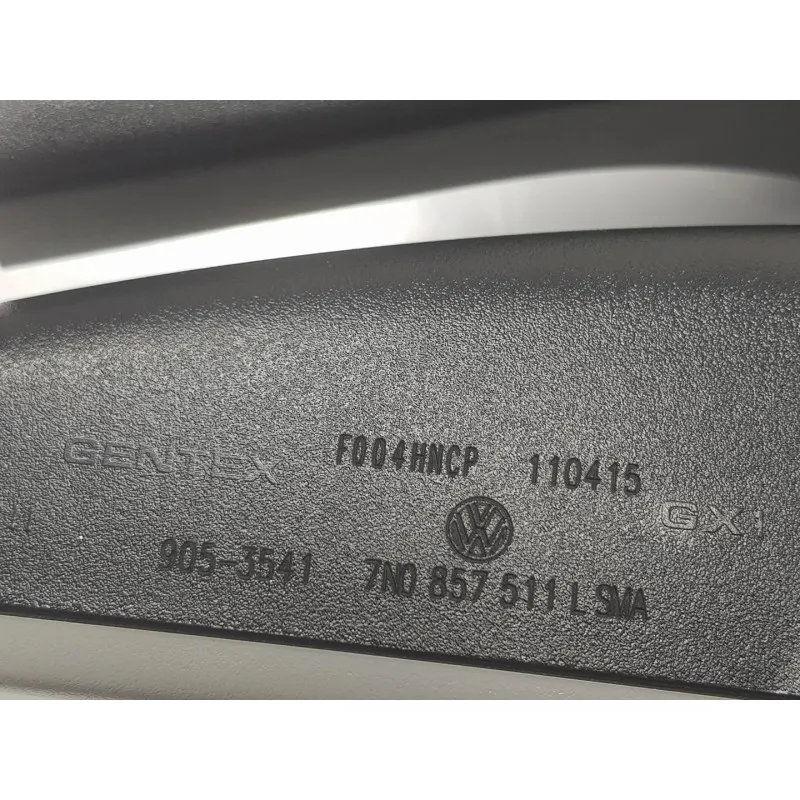 GENTEX F004HNCP 110415
GX1
905-3541 7N0 857 511 L SMA